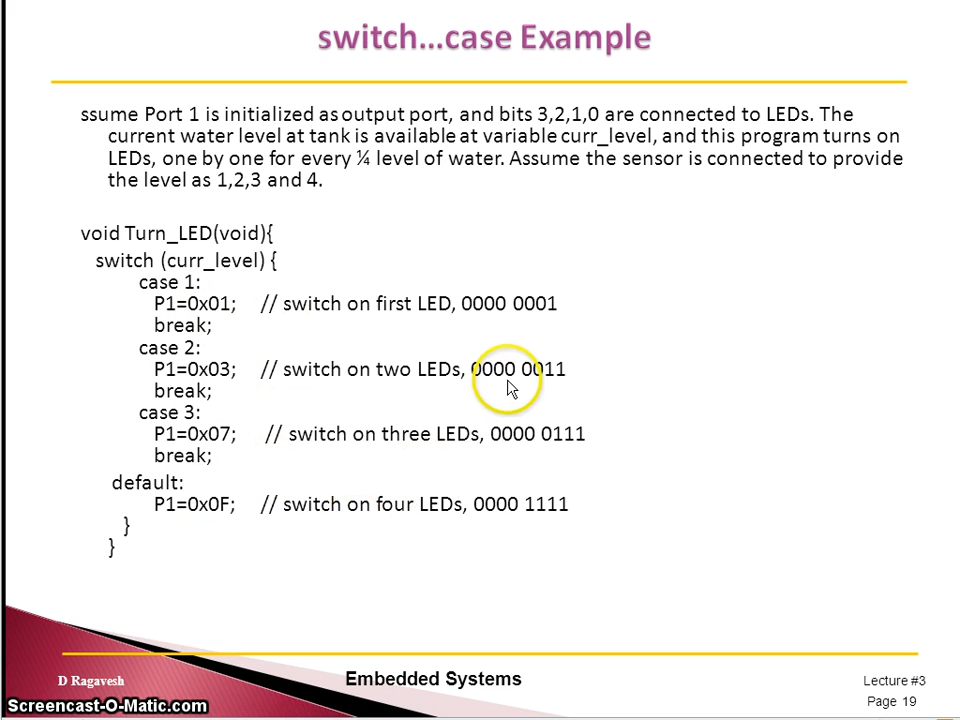 switch...case Example
ssume Port 1 is initialized as output port, and bits 3,2,1,0 are connected to LEDs. The
current water level at tank is available at variable curr_level, and this program turns on
LEDs, one by one for every ¼ level of water. Assume the sensor is connected to provide
the level as 1,2,3 and 4.
void Turn_LED(void){
switch (curr_level) {
case 1:
P1=0x01; // switch on first LED, 0000 0001
break;
case 2:
P1=0x03; // switch on two LEDs, 0000 0011
break;
case 3:
P1=0x07; // switch on three LEDs, 0000 0111
break;
default:
P1=0x0F; // switch on four LEDs, 0000 1111
}
}
D Ragavesh Embedded Systems Lecture #3
Page 19
Screencast-O-Matic.com